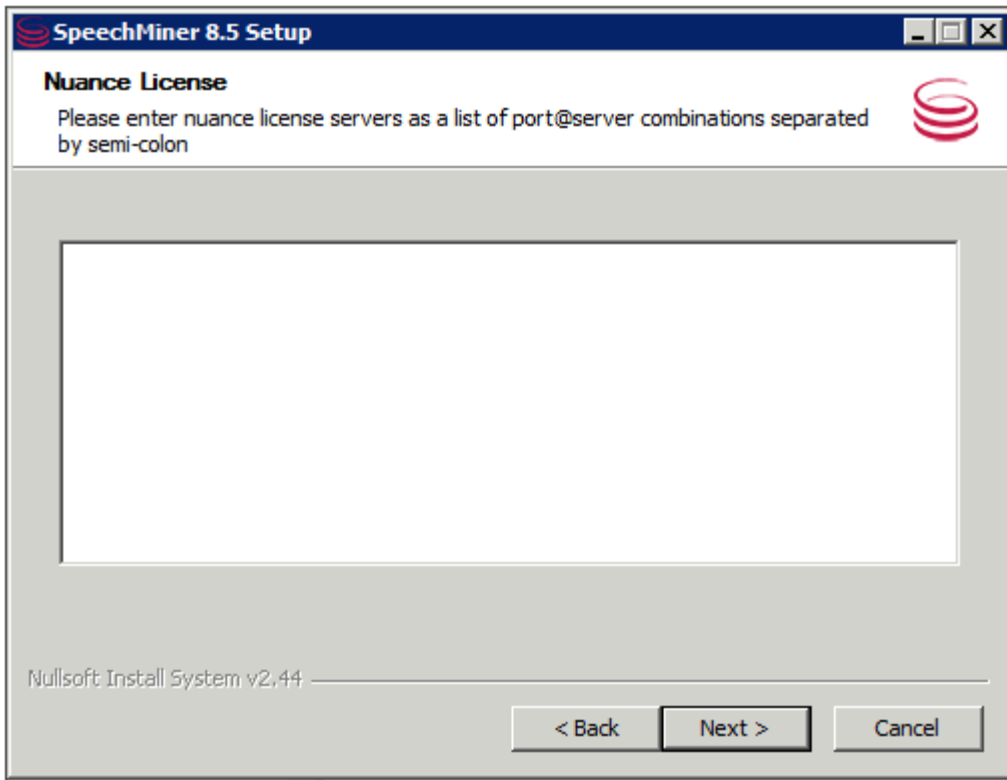 SpeechMiner 8.5 Setup
Nuance License
Please enter nuance license servers as a list of port@server combinations separated
by semi-colon
Nullsoft Install System v2.44
< Back
Next >
Cancel